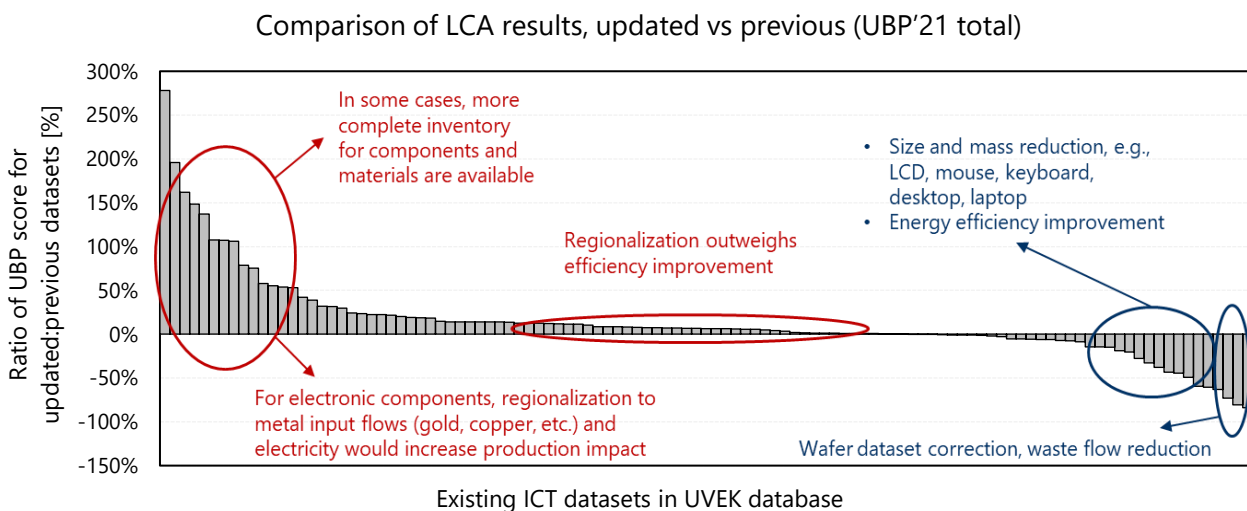 Comparison of LCA results, updated vs previous (UBP'21 total)
Ratio of UBP score for
updated:previous datasets [%]
300%
250%
200%
150%
100%
50%
0%
-50%
-100%
-150%
In some cases, more
complete inventory
for components and
materials are available
For electronic components, regionalization to
metal input flows (gold, copper, etc.) and
electricity would increase production impact
Regionalization outweighs
efficiency improvement
• Size and mass reduction, e.g.,
LCD, mouse, keyboard,
desktop, laptop
• Energy efficiency improvement
Wafer dataset correction, waste flow reduction
Existing ICT datasets in UVEK database